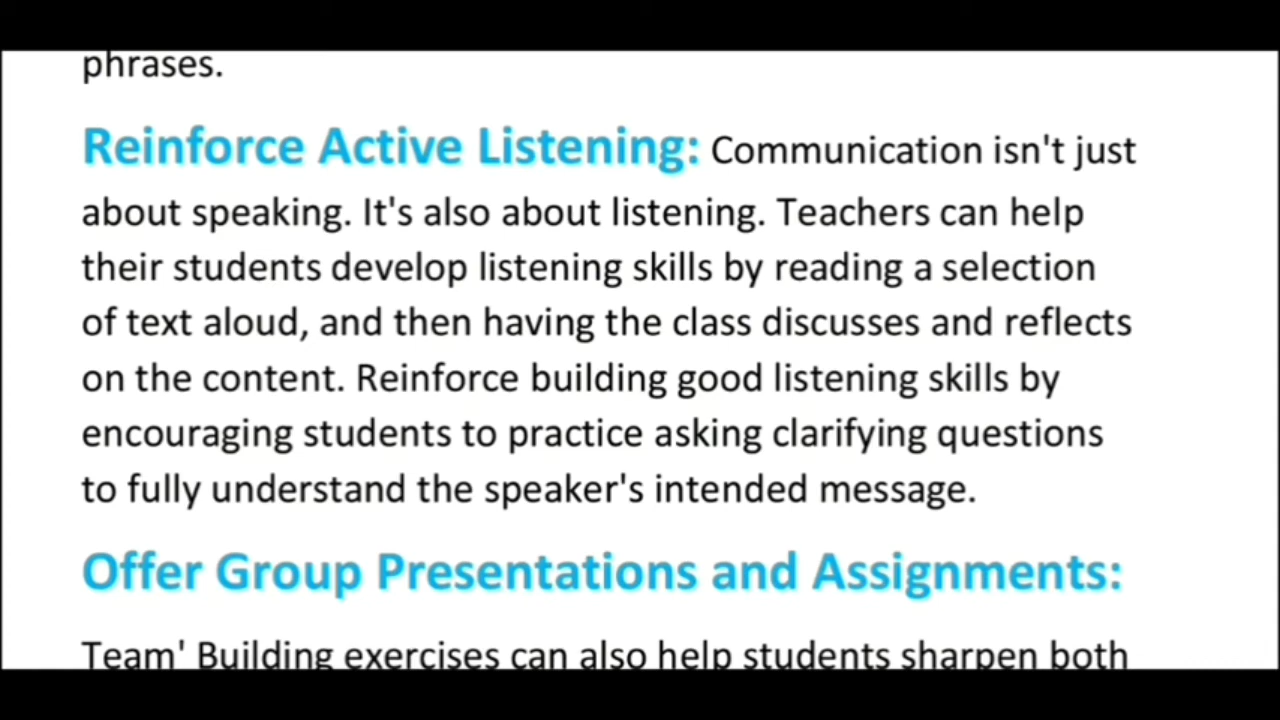 phrases.
Reinforce Active Listening: Communication isn't just
about speaking. It's also about listening. Teachers can help
their students develop listening skills by reading a selection
of text aloud, and then having the class discusses and reflects
on the content. Reinforce building good listening skills by
encouraging students to practice asking clarifying questions
to fully understand the speaker's intended message.
Offer Group Presentations and Assignments:
Team' Building exercises can also help students sharpen both